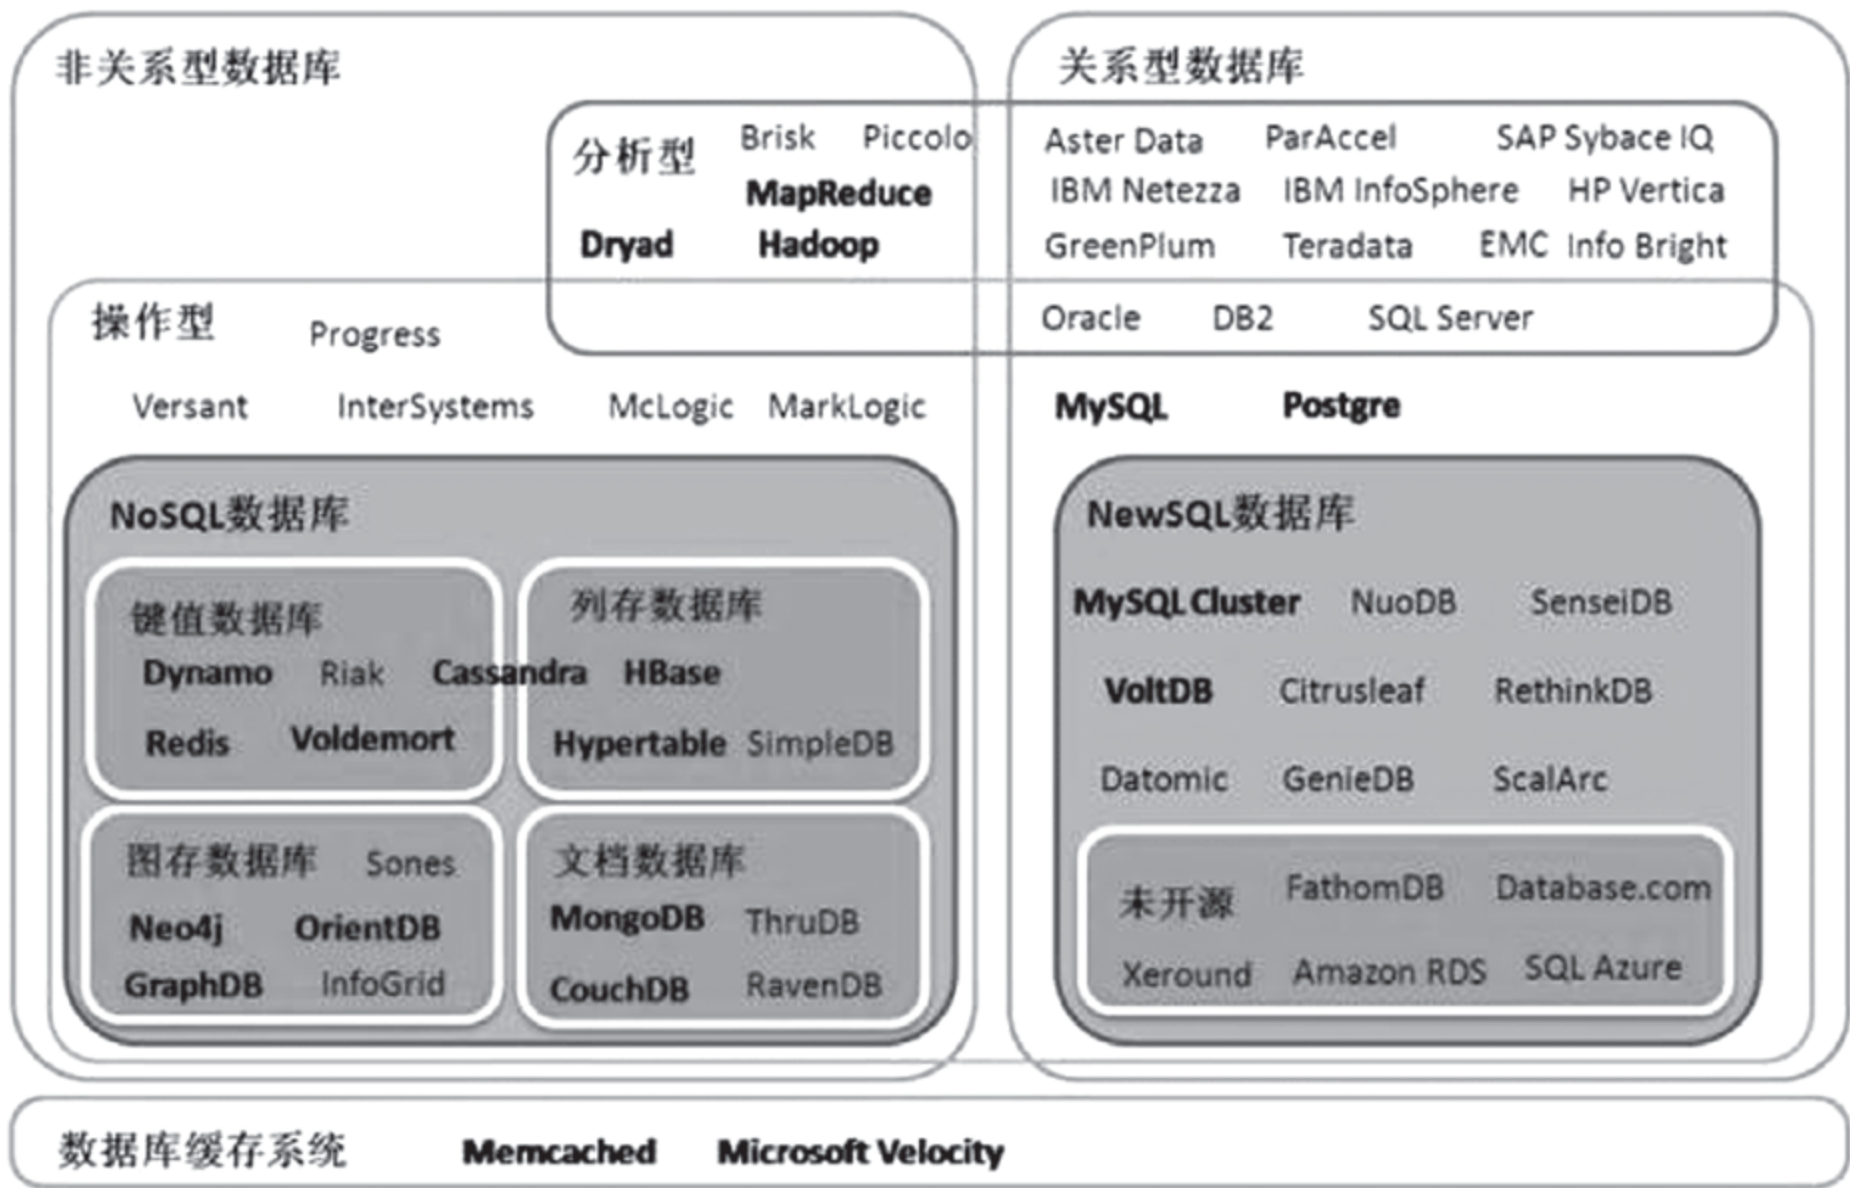 非关系型数据库
关系型数据库
分析型 Brisk Piccolo
MapReduce
Dryad Hadoop
Aster Data ParAccel SAP Sybace IQ
IBM Netezza IBM InfoSphere HP Vertica
GreenPlum Teradata EMC Info Bright
操作型 Progress
Oracle DB2 SQL Server
Versant InterSystems McLogic MarkLogic
MySQL Postgre
NoSQL数据库
键值数据库
Dynamo Riak Cassandra
Redis Voldemort
列存数据库
HBase
Hypertable SimpleDB
图存数据库 Sones
Neo4j OrientDB
GraphDB InfoGrid
文档数据库
MongoDB ThruDB
CouchDB RavenDB
NewSQL数据库
MySQL Cluster NuoDB SenseiDB
VoltDB Citrusleaf RethinkDB
Datomic GenieDB ScalArc
未开源 FathomDB Database.com
Xeround Amazon RDS SQL Azure
数据库缓存系统 Memcached Microsoft Velocity